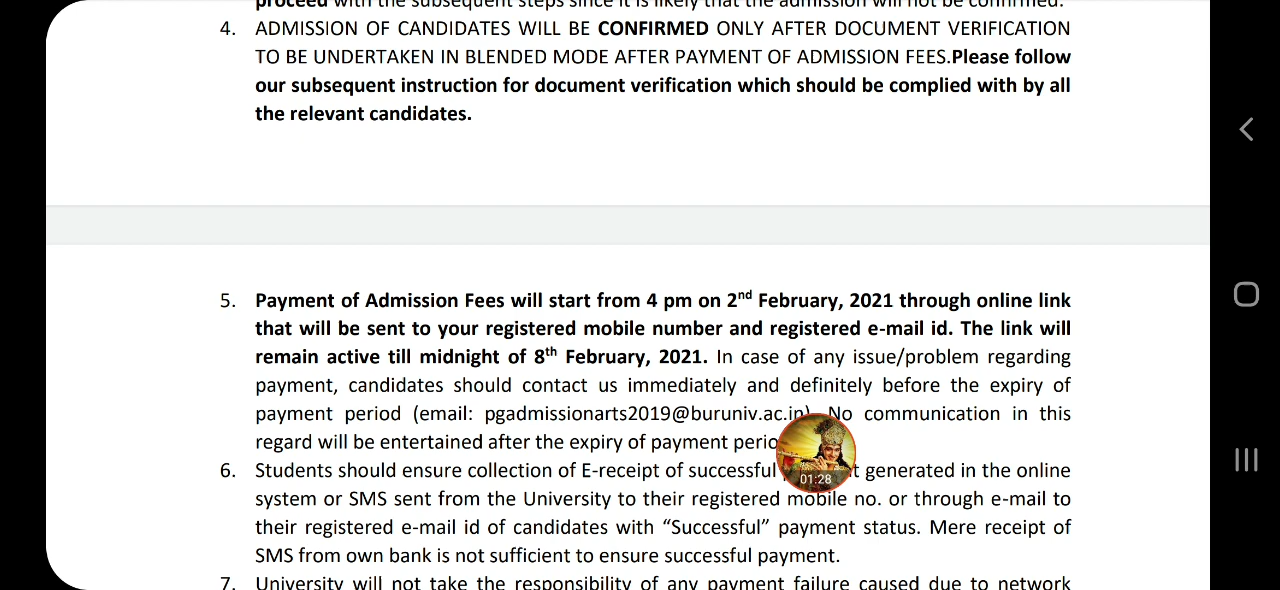 proceed with the subsequent steps since it is likely that the admission will not be confirmed.
4. ADMISSION OF CANDIDATES WILL BE CONFIRMED ONLY AFTER DOCUMENT VERIFICATION
TO BE UNDERTAKEN IN BLENDED MODE AFTER PAYMENT OF ADMISSION FEES.Please follow
our subsequent instruction for document verification which should be complied with by all
the relevant candidates.
5. Payment of Admission Fees will start from 4 pm on 2nd February, 2021 through online link
that will be sent to your registered mobile number and registered e-mail id. The link will
remain active till midnight of 8th February, 2021. In case of any issue/problem regarding
payment, candidates should contact us immediately and definitely before the expiry of
payment period (email: pgadmissionarts2019@buruniv.ac.in). No communication in this
regard will be entertained after the expiry of payment perio
6. Students should ensure collection of E-receipt of successful t generated in the online
01:28
system or SMS sent from the University to their registered mobile no. or through e-mail to
their registered e-mail id of candidates with “Successful” payment status. Mere receipt of
SMS from own bank is not sufficient to ensure successful payment.
7. University will not take the responsibility of any payment failure caused due to network